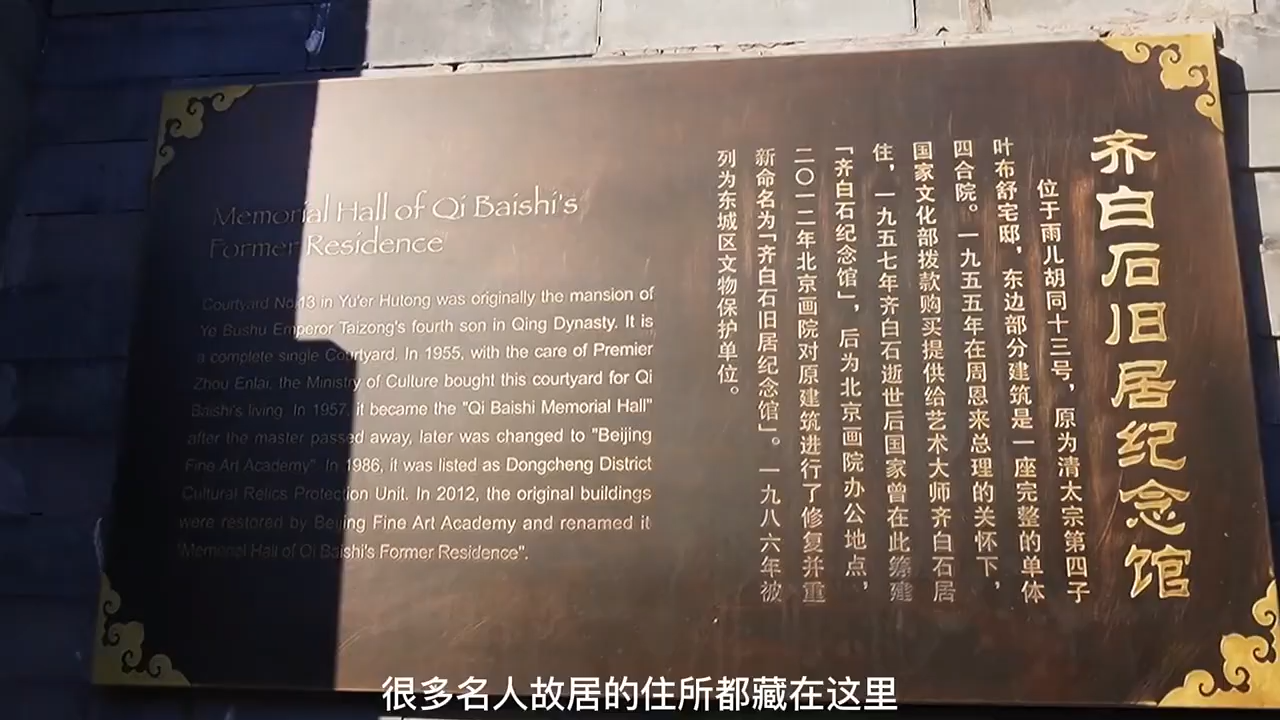 Memorial Hall of Qi Baishi's
Former Residence
Courtyard No.13 in Yu'er Hutong was originally the mansion of
Ye Bushu Emperor Taizong's fourth son in Qing Dynasty. It is
a complete single Courtyard. In 1955, with the care of Premier
Zhou Enlai, the Ministry of Culture bought this courtyard for Qi
Baishi's living. In 1957, it became the "Qi Baishi Memorial Hall"
after the master passed away, later was changed to "Beijing
Fine Art Academy". In 1986, it was listed as Dongcheng District
Cultural Relics Protection Unit. In 2012, the original buildings
were restored by Beijing Fine Art Academy and renamed it
"Memorial Hall of Qi Baishi's Former Residence".
齐白石旧居纪念馆
位于雨儿胡同十三号，原为清太宗第四子
叶布舒宅邸，东边部分建筑是一座完整的单体
四合院。一九五五年在周恩来总理的关怀下，
国家文化部拨款购买提供给艺术大师齐白石居
住，一九五七年齐白石逝世后国家曾在此筹建
「齐白石纪念馆」，后为北京画院办公地点，
二〇一二年北京画院对原建筑进行了修复并重
新命名为「齐白石旧居纪念馆」。一九八六年被
列为东城区文物保护单位。
很多名人故居的住所都藏在这里